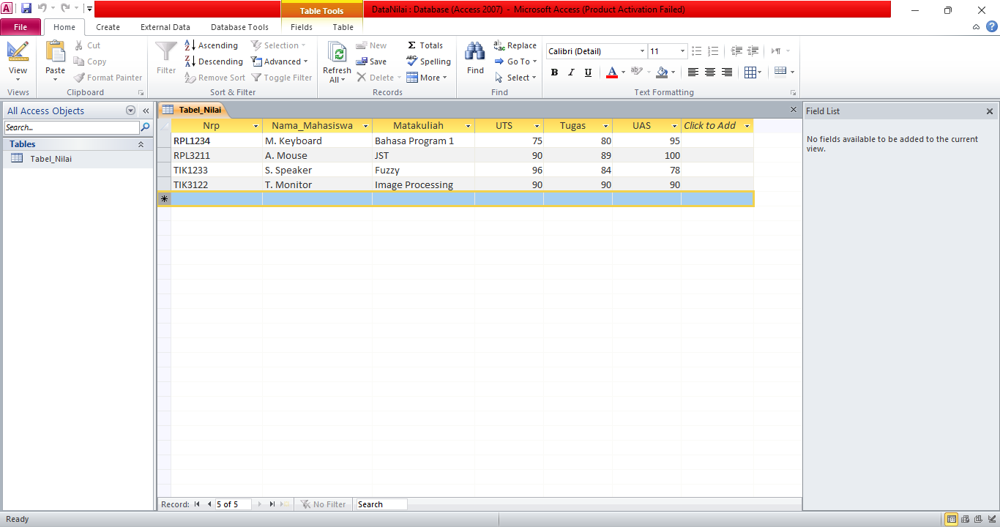 Table Tools
DataNilai : Database (Access 2007) - Microsoft Access (Product Activation Failed)
File Home Create External Data Database Tools Fields Table
View
Views
Paste
Cut
Copy
Format Painter
Clipboard
Filter
Ascending
Descending
Remove Sort
Selection
Advanced
Toggle Filter
Sort & Filter
Refresh
All
New
Save
Delete
Totals
Spelling
More
Records
Find
Replace
Go To
Select
Find
Calibri (Detail) 11
B I U
Text Formatting
All Access Objects
Search...
Tables
Tabel_Nilai
Tabel_Nilai
Nrp Nama_Mahasiswa Matakuliah UTS Tugas UAS Click to Add
RPL1234 M. Keyboard Bahasa Program 1 75 80 95
RPL3211 A. Mouse JST 90 89 100
TIK1233 S. Speaker Fuzzy 96 84 78
TIK3122 T. Monitor Image Processing 90 90 90
Field List
No fields available to be added to the current
view.
Record: 5 of 5 No Filter Search
Ready